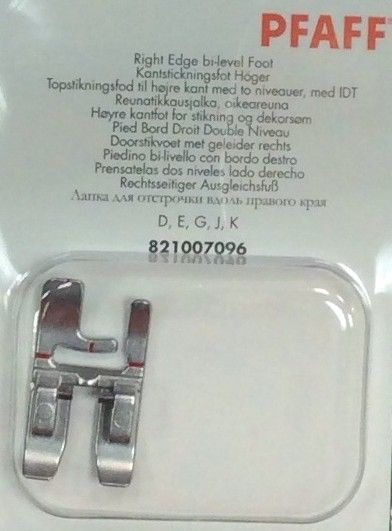 PFAFF
Right Edge bi-level Foot
Kantstickningsfot Höger
Topstikningsfod til højre kant med to niveauer, med IDT
Reunatikkausjalka, oikeareuna
Høyre kantfot for stikning og dekorsøm
Pied Bord Droit Double Niveau
Doorstikvoet met geleider rechts
Piedino bi-livello con bordo destro
Prensatelas dos niveles lado derecho
Rechtsseitiger Ausgleichsfuß
Лапка для отстрочки вдоль правого края
D, E, G, J, K
821007096